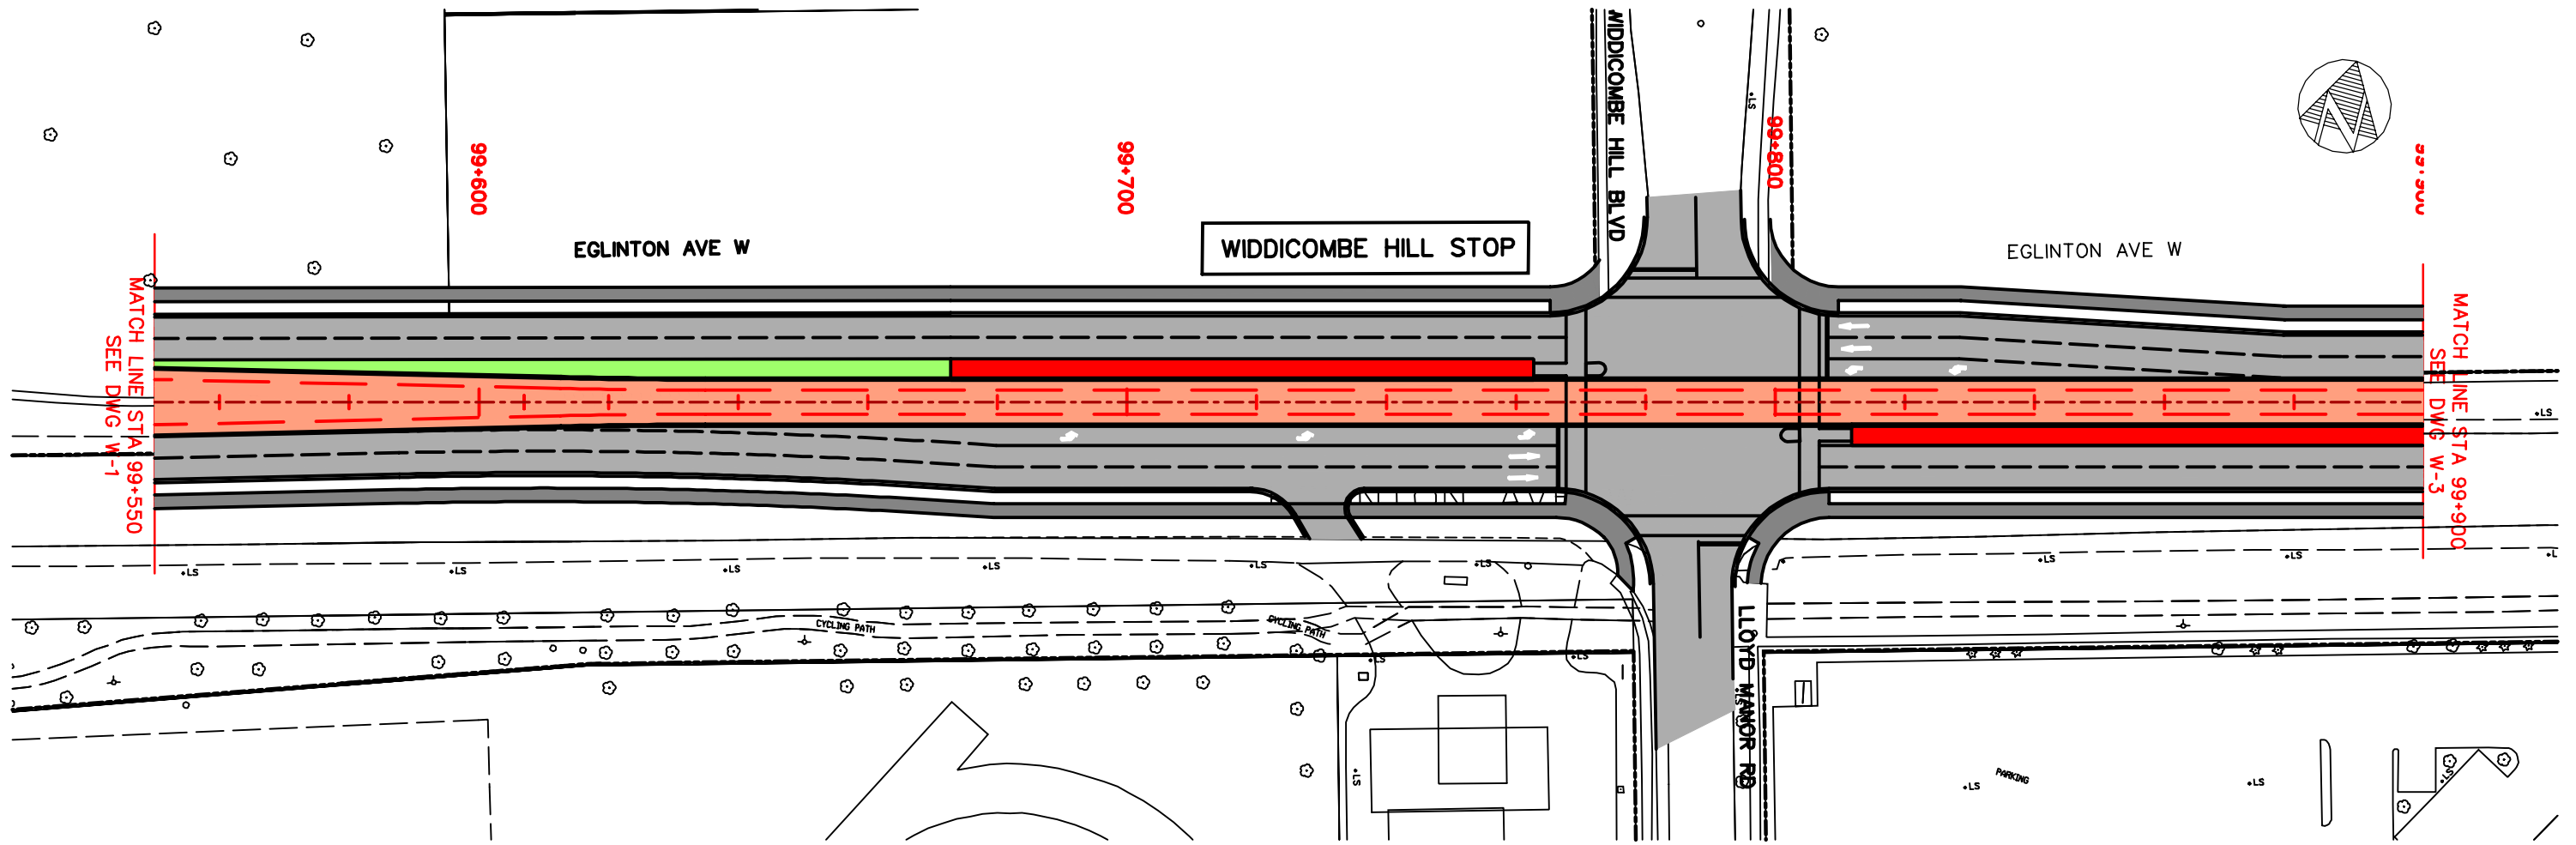 WIDDICOMBE HILL BLVD
99+600
99+700
99+800
EGLINTON AVE W
WIDDICOMBE HILL STOP
EGLINTON AVE W
MATCH LINE STA 99+550
SEE DWG W-1
MATCH LINE STA 99+900
SEE DWG W-3
LS
LS
LS
LS
LS
LS
LS
LS
LS
LS
CYCLING PATH
CYCLING PATH
LS
LS
LLOYD MANOR RD
LS
LS
LS
LS
PARKING
N